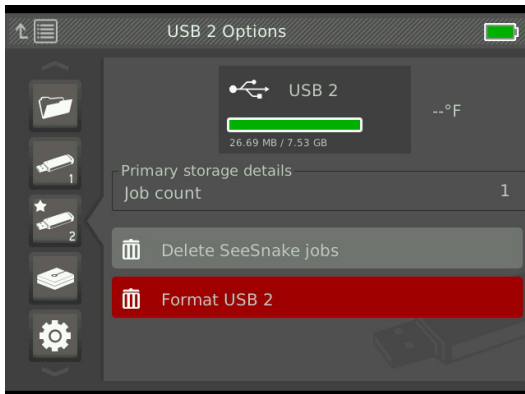 USB 2 Options
USB 2
26.69 MB / 7.53 GB
--°F
1
2
Primary storage details
Job count 1
Delete SeeSnake jobs
Format USB 2